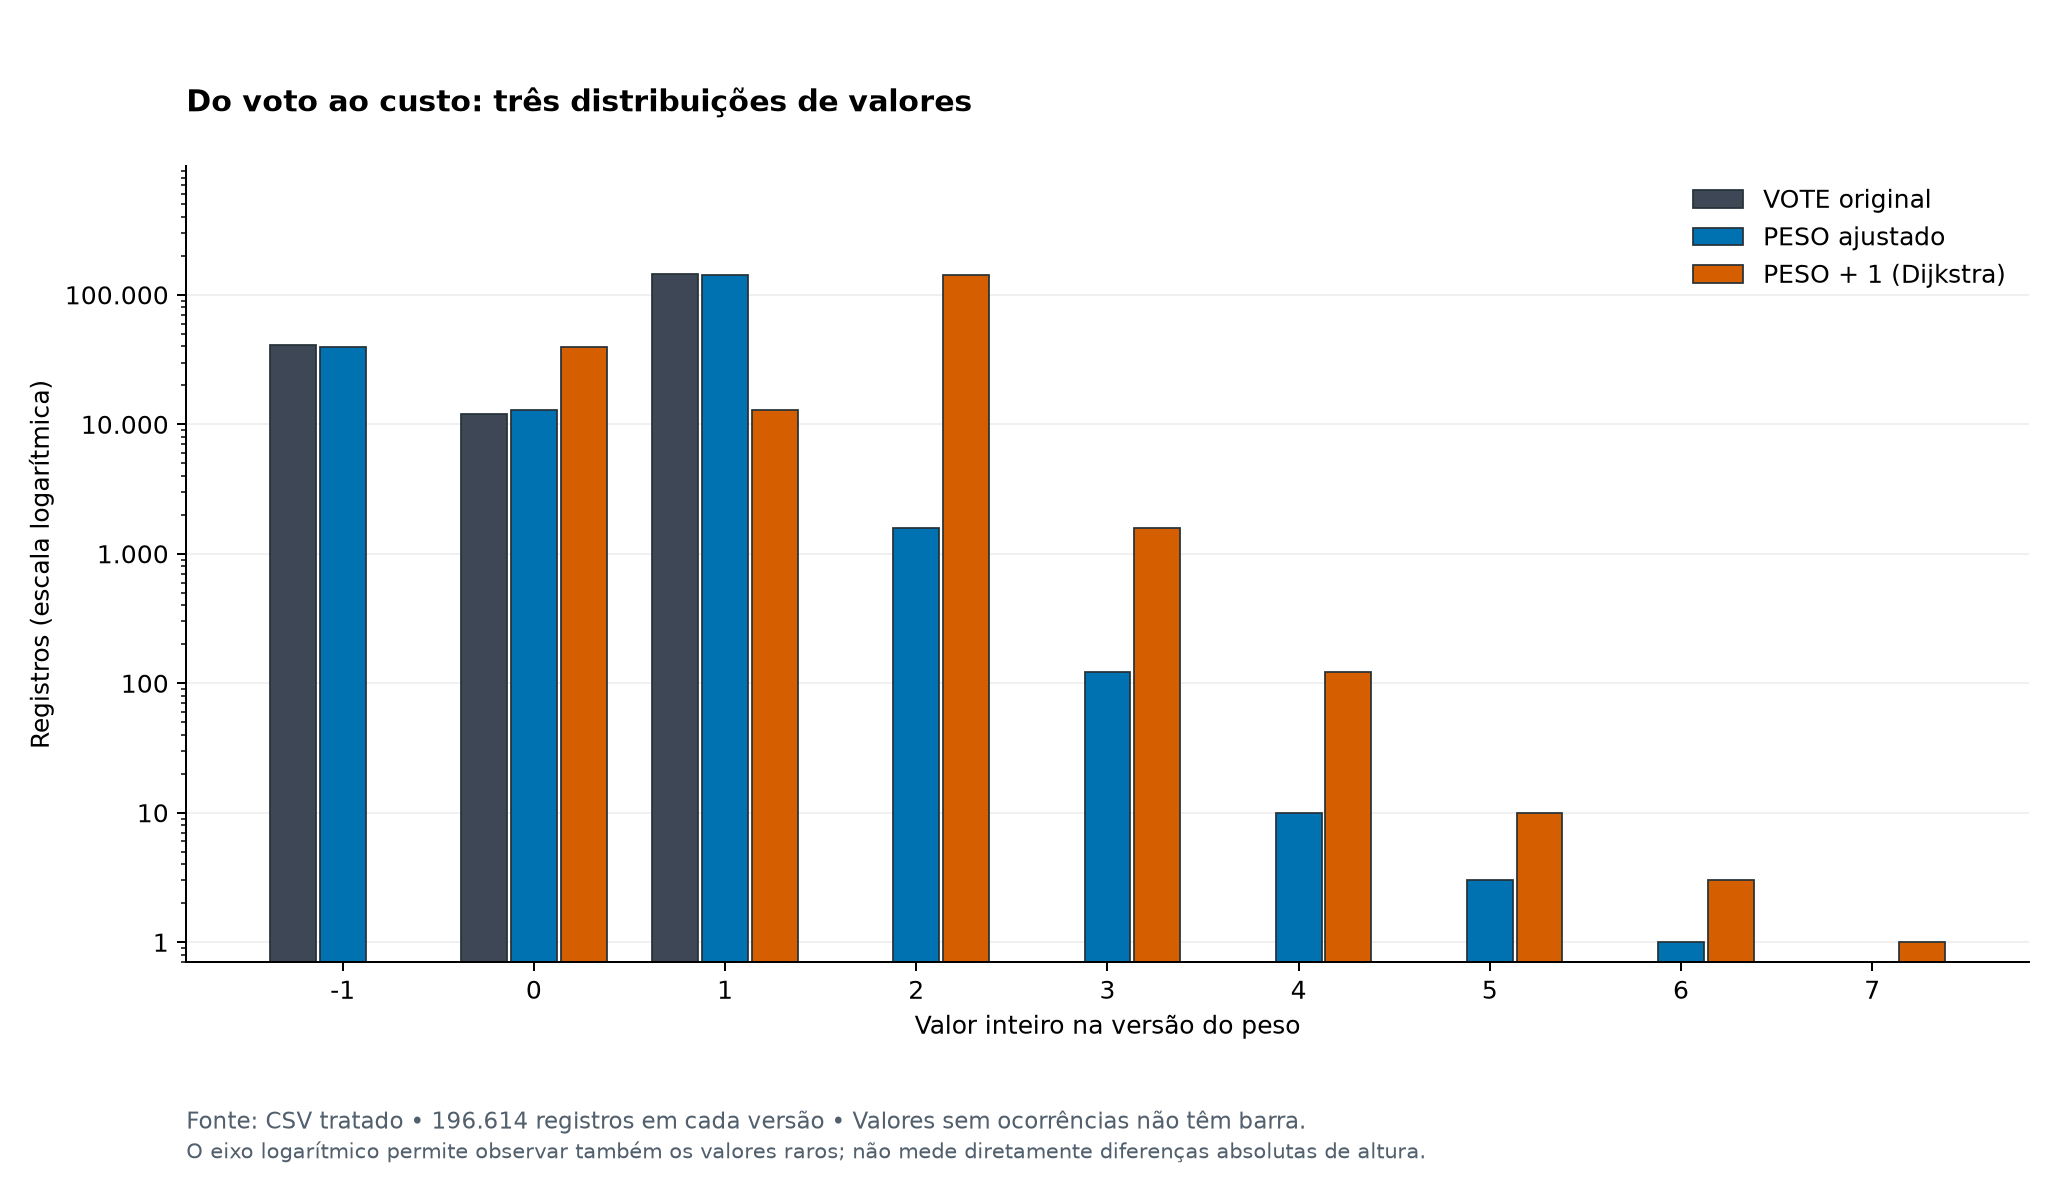 Do voto ao custo: três distribuições de valores
VOTE original
PESO ajustado
PESO + 1 (Dijkstra)
Registros (escala logarítmica)
100.000
10.000
1.000
100
10
1
-1 0 1 2 3 4 5 6 7
Valor inteiro na versão do peso
Fonte: CSV tratado • 196.614 registros em cada versão • Valores sem ocorrências não têm barra.
O eixo logarítmico permite observar também os valores raros; não mede diretamente diferenças absolutas de altura.